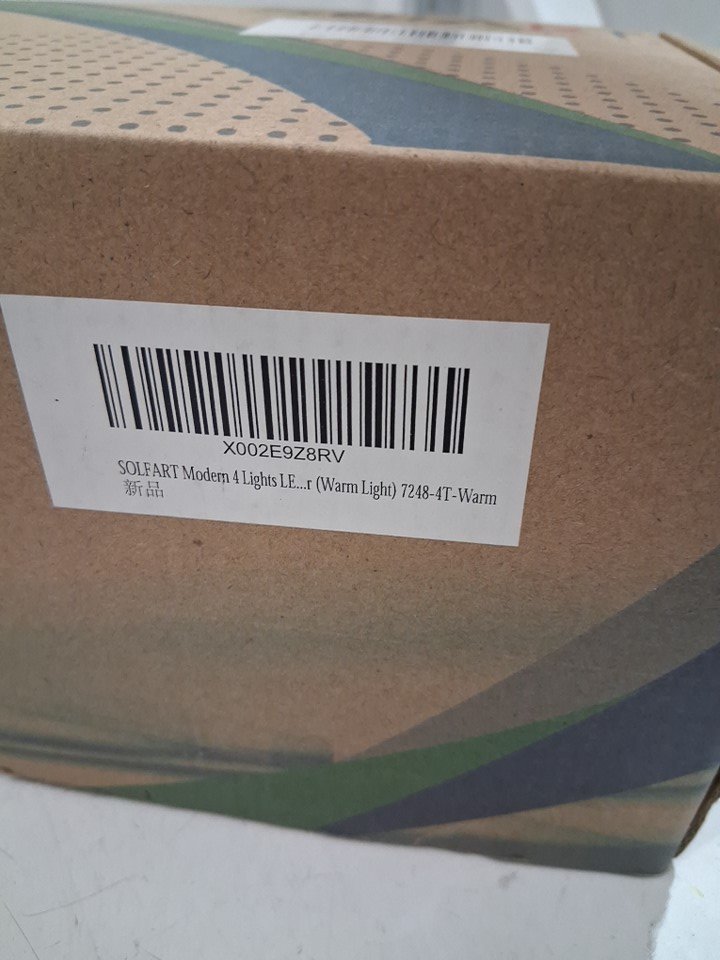 X002E9Z8RV
SOLFART Modern 4 Lights LE...r (Warm Light) 7248-4T-Warm
新品